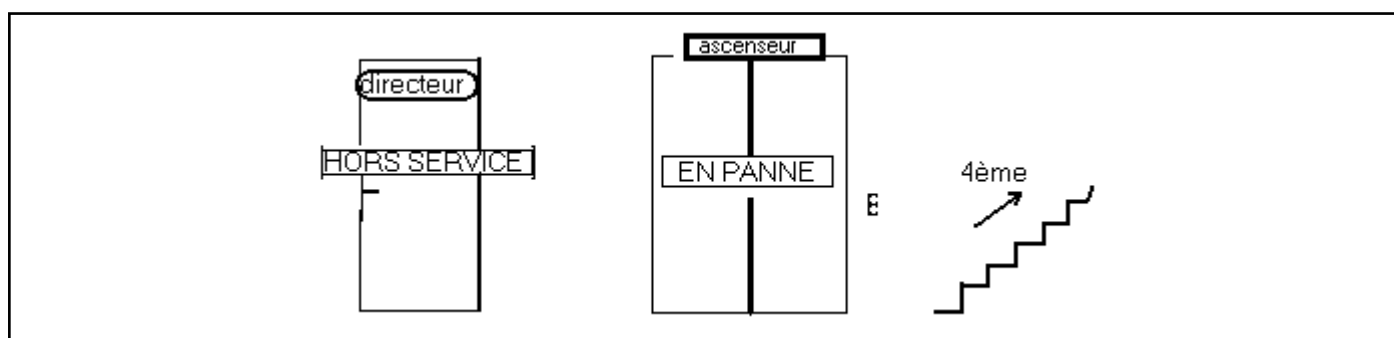 directeur
HORS SERVICE
ascenseur
EN PANNE
4ème